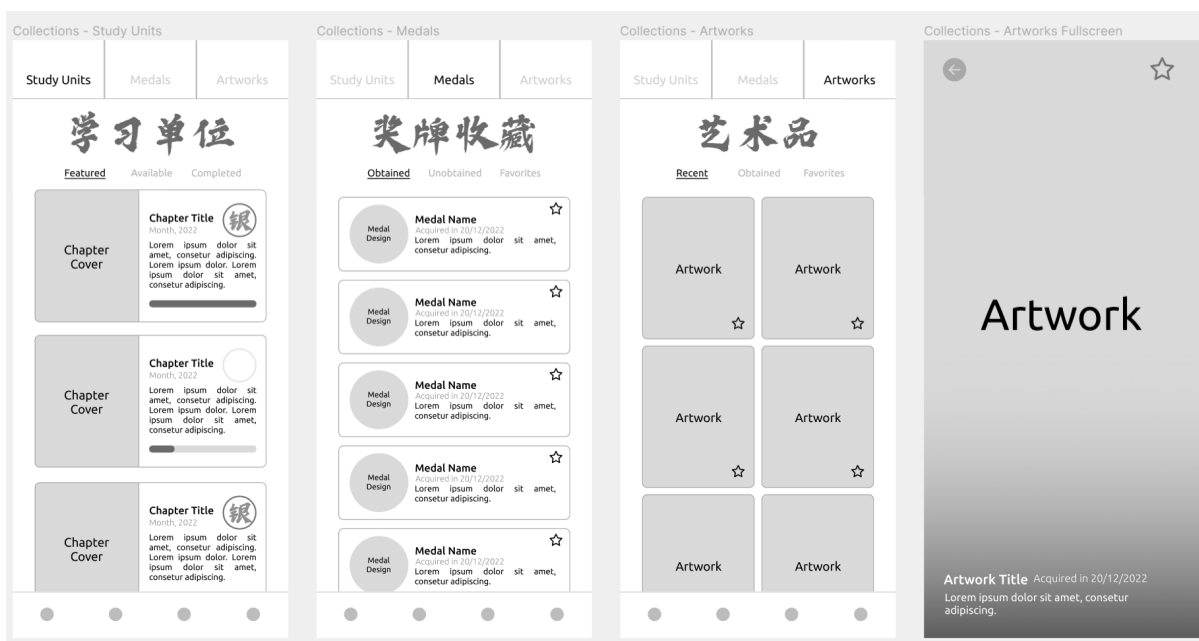 Collections - Study Units
Study Units Medals Artworks
学习单位
Featured Available Completed
Chapter Cover
Chapter Title
银
Month, 2022
Lorem ipsum dolor sit
amet, consetur adipiscing.
Lorem ipsum dolor. Lorem
ipsum dolor sit amet,
consetur adipiscing.
Chapter Cover
Chapter Title
Month, 2022
Lorem ipsum dolor sit
amet, consetur adipiscing.
Lorem ipsum dolor. Lorem
ipsum dolor sit amet,
consetur adipiscing.
Chapter Cover
Chapter Title
银
Month, 2022
Lorem ipsum dolor sit
amet, consetur adipiscing.
Lorem ipsum dolor. Lorem
ipsum dolor sit amet,
consetur adipiscing.
Collections - Medals
Study Units Medals Artworks
奖牌收藏
Obtained Unobtained Favorites
Medal Design
Medal Name
Acquired in 20/12/2022
Lorem ipsum dolor sit amet,
consetur adipiscing.
Medal Design
Medal Name
Acquired in 20/12/2022
Lorem ipsum dolor sit amet,
consetur adipiscing.
Medal Design
Medal Name
Acquired in 20/12/2022
Lorem ipsum dolor sit amet,
consetur adipiscing.
Medal Design
Medal Name
Acquired in 20/12/2022
Lorem ipsum dolor sit amet,
consetur adipiscing.
Medal Design
Medal Name
Acquired in 20/12/2022
Lorem ipsum dolor sit amet,
consetur adipiscing.
Collections - Artworks
Study Units Medals Artworks
艺术品
Recent Obtained Favorites
Artwork Artwork
Artwork Artwork
Artwork Artwork
Collections - Artworks Fullscreen
Artwork
Artwork Title Acquired in 20/12/2022
Lorem ipsum dolor sit amet, consetur
adipiscing.